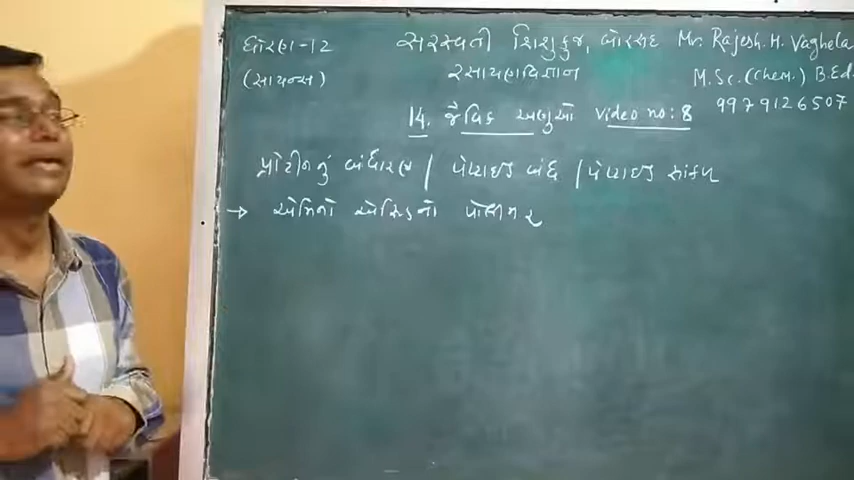 ધોરણ-12 સરસ્વતી શિશુકુંજ, બોરસદ Mr. Rajesh. H. Vaghela
(સાયન્સ) રસાયણવિજ્ઞાન M.Sc. (Chem.) B.Ed.
14. જૈવિક અણુઓ Video no: 8 9979126507
પ્રોટીનનું બંધારણ / પેપ્ટાઇડ બંધ / પેપ્ટાઇડ સાંકળ
→ એમિનો એસિડનો પોલીમર